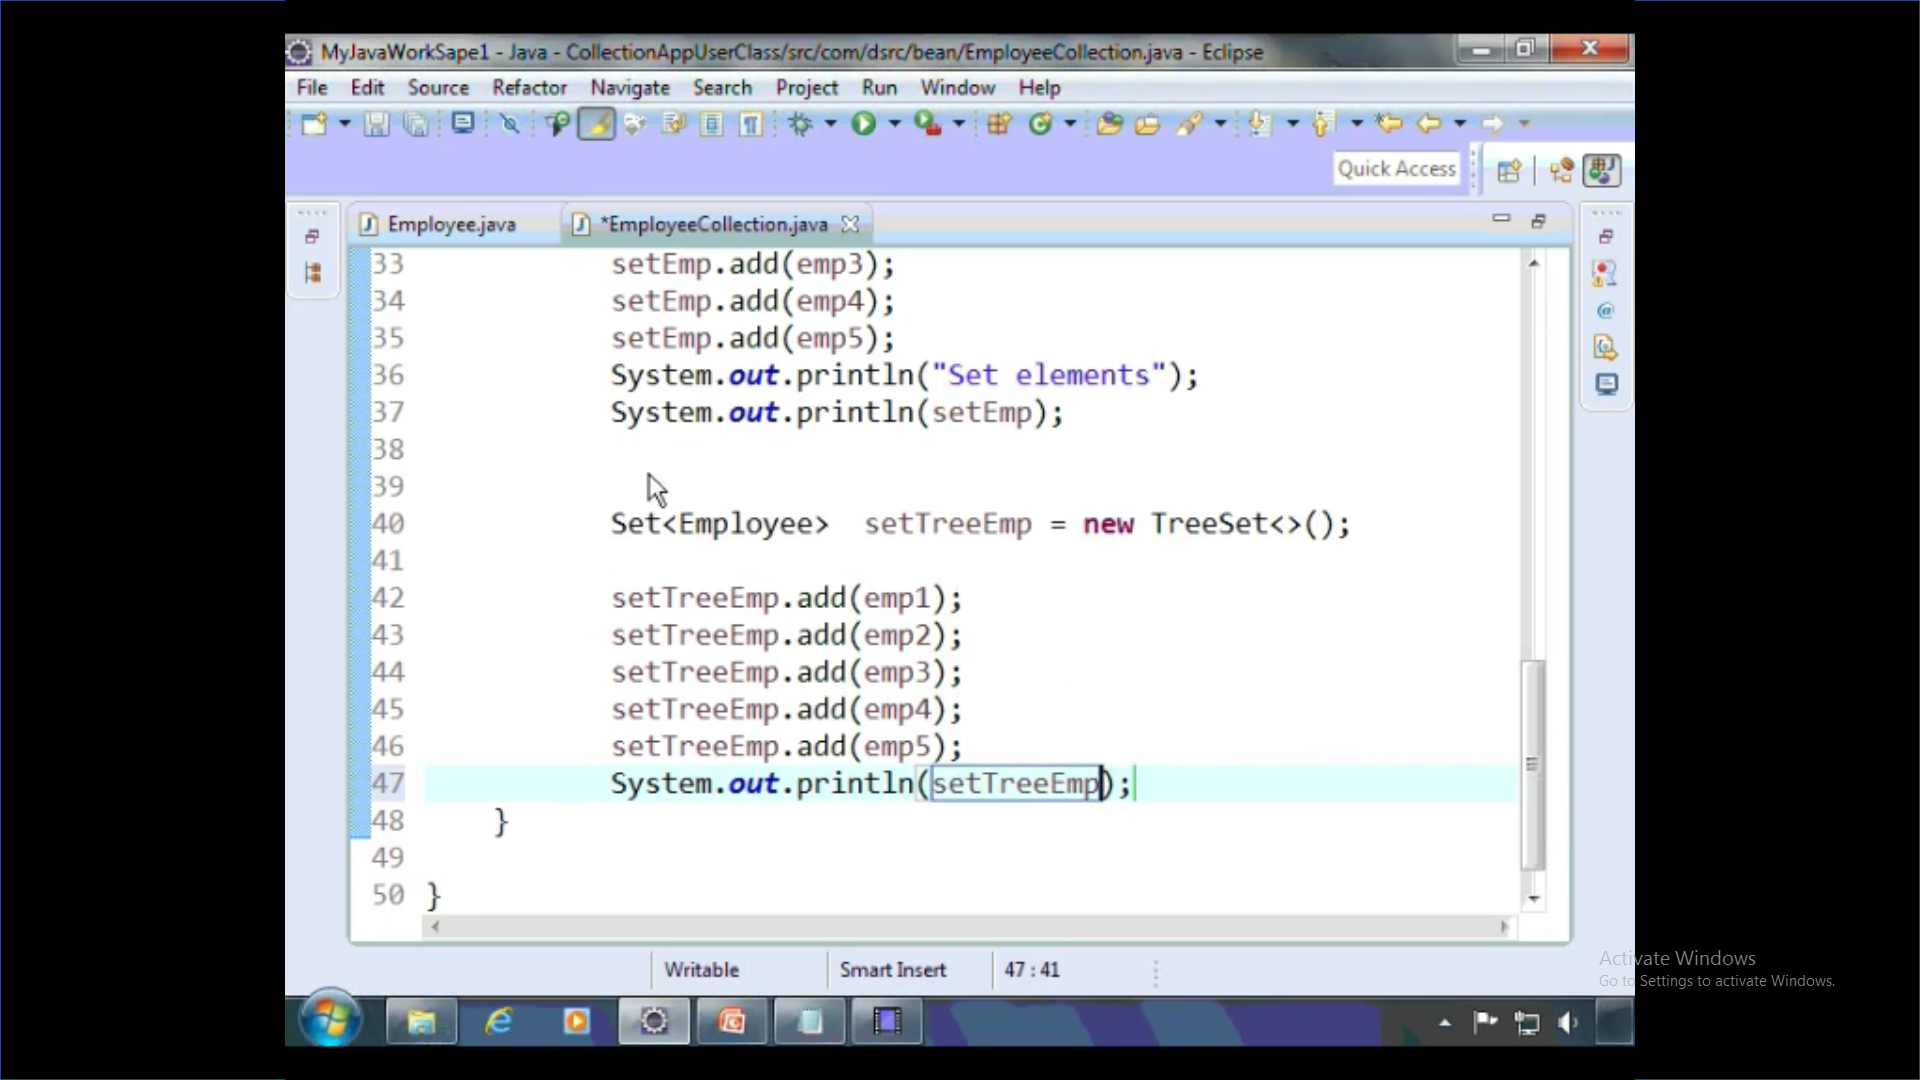 MyJavaWorkSape1 - Java - CollectionAppUserClass/src/com/dsrc/bean/EmployeeCollection.java - Eclipse
File Edit Source Refactor Navigate Search Project Run Window Help
Quick Access
Employee.java *EmployeeCollection.java
33 setEmp.add(emp3);
34 setEmp.add(emp4);
35 setEmp.add(emp5);
36 System.out.println("Set elements");
37 System.out.println(setEmp);
38
39
40 Set<Employee> setTreeEmp = new TreeSet<>();
41
42 setTreeEmp.add(emp1);
43 setTreeEmp.add(emp2);
44 setTreeEmp.add(emp3);
45 setTreeEmp.add(emp4);
46 setTreeEmp.add(emp5);
47 System.out.println(setTreeEmp);
48 }
49
50 }
Writable Smart Insert 47 : 41
Activate Windows
Go to Settings to activate Windows.